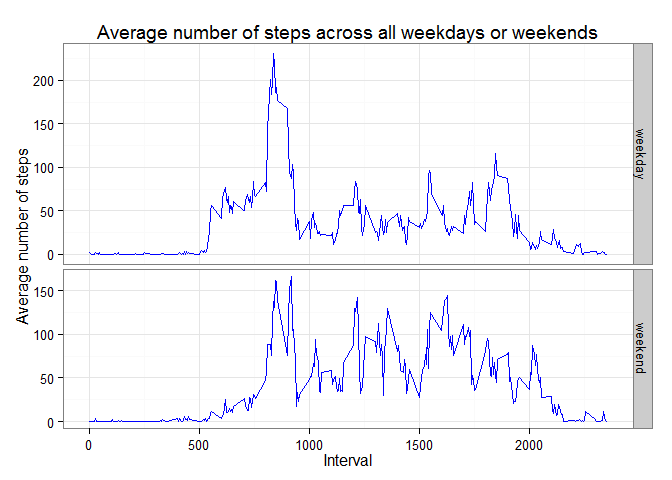 Average number of steps across all weekdays or weekends
Average number of steps
200
150
100
50
0
weekday
150
100
50
0
weekend
0
500
1000
1500
2000
Interval